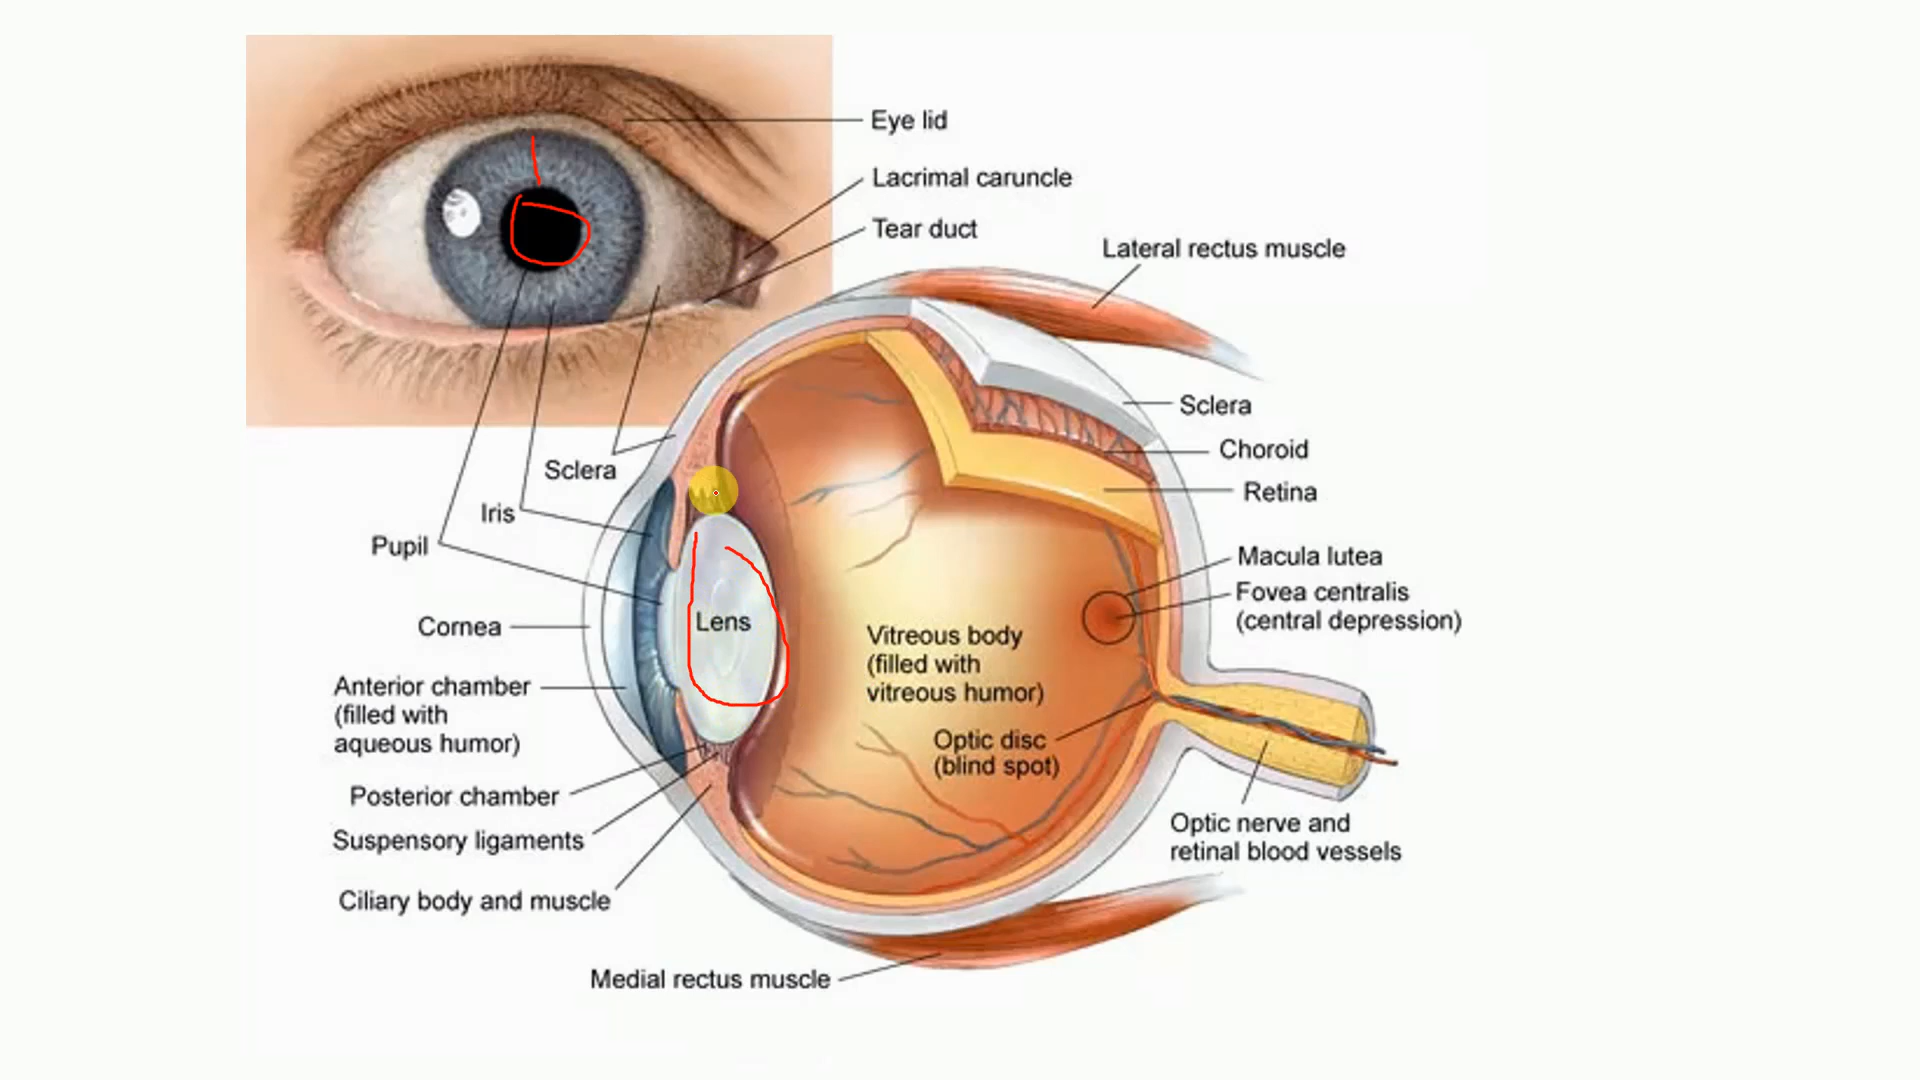 Eye lid
Lacrimal caruncle
Tear duct
Lateral rectus muscle
Sclera
Choroid
Retina
Sclera
Iris
Pupil
Macula lutea
Fovea centralis
(central depression)
Cornea
Lens
Vitreous body
(filled with
vitreous humor)
Anterior chamber
(filled with
aqueous humor)
Optic disc
(blind spot)
Posterior chamber
Suspensory ligaments
Optic nerve and
retinal blood vessels
Ciliary body and muscle
Medial rectus muscle